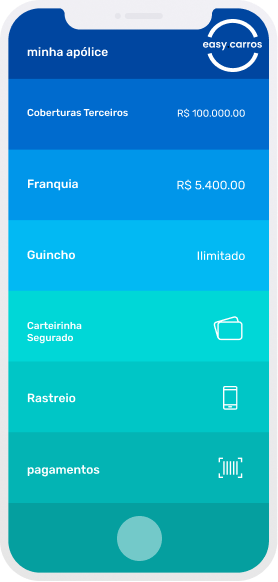 easy carros
minha apólice
Coberturas Terceiros R$ 100.000.00
Franquia R$ 5.400.00
Guincho Ilimitado
Carteirinha
Segurado
Rastreio
pagamentos